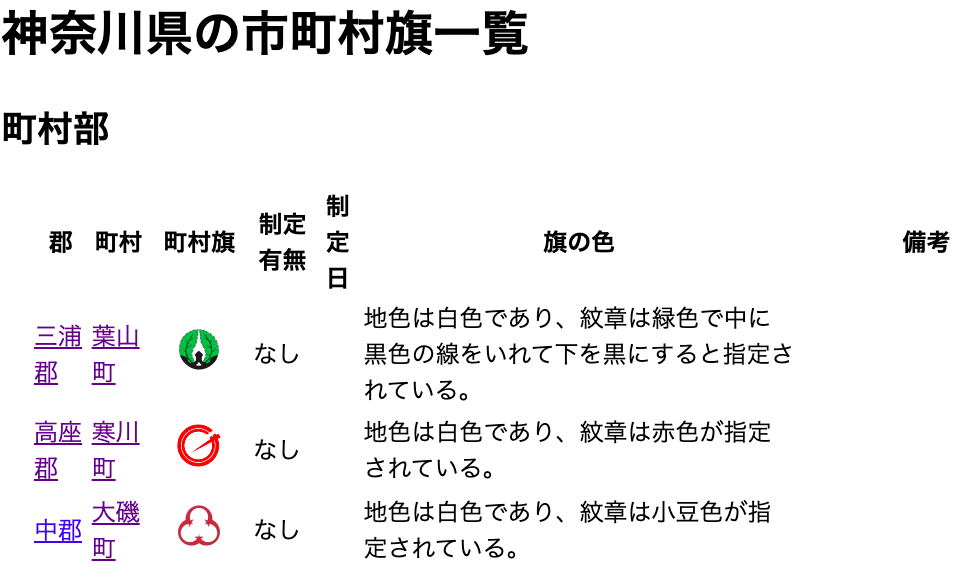 神奈川県の市町村旗一覧
町村部
郡 町村 町村旗 制定有無 制定日 旗の色 備考
三浦郡 葉山町 なし 地色は白色であり、紋章は緑色で中に
黒色の線をいれて下を黒にすると指定さ
れている。
高座郡 寒川町 なし 地色は白色であり、紋章は赤色が指定
されている。
中郡 大磯町 なし 地色は白色であり、紋章は小豆色が指
定されている。